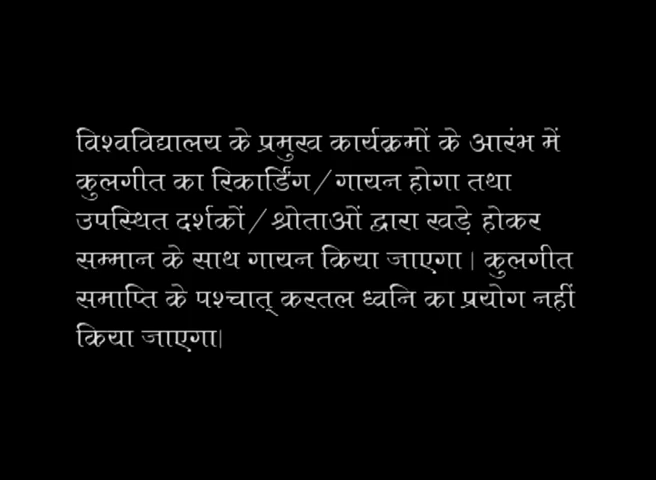 विश्वविद्यालय के प्रमुख कार्यक्रमों के आरंभ में
कुलगीत का रिकार्डिंग/गायन होगा तथा
उपस्थित दर्शकों/श्रोताओं द्वारा खड़े होकर
सम्मान के साथ गायन किया जाएगा। कुलगीत
समाप्ति के पश्चात् करतल ध्वनि का प्रयोग नहीं
किया जाएगा।